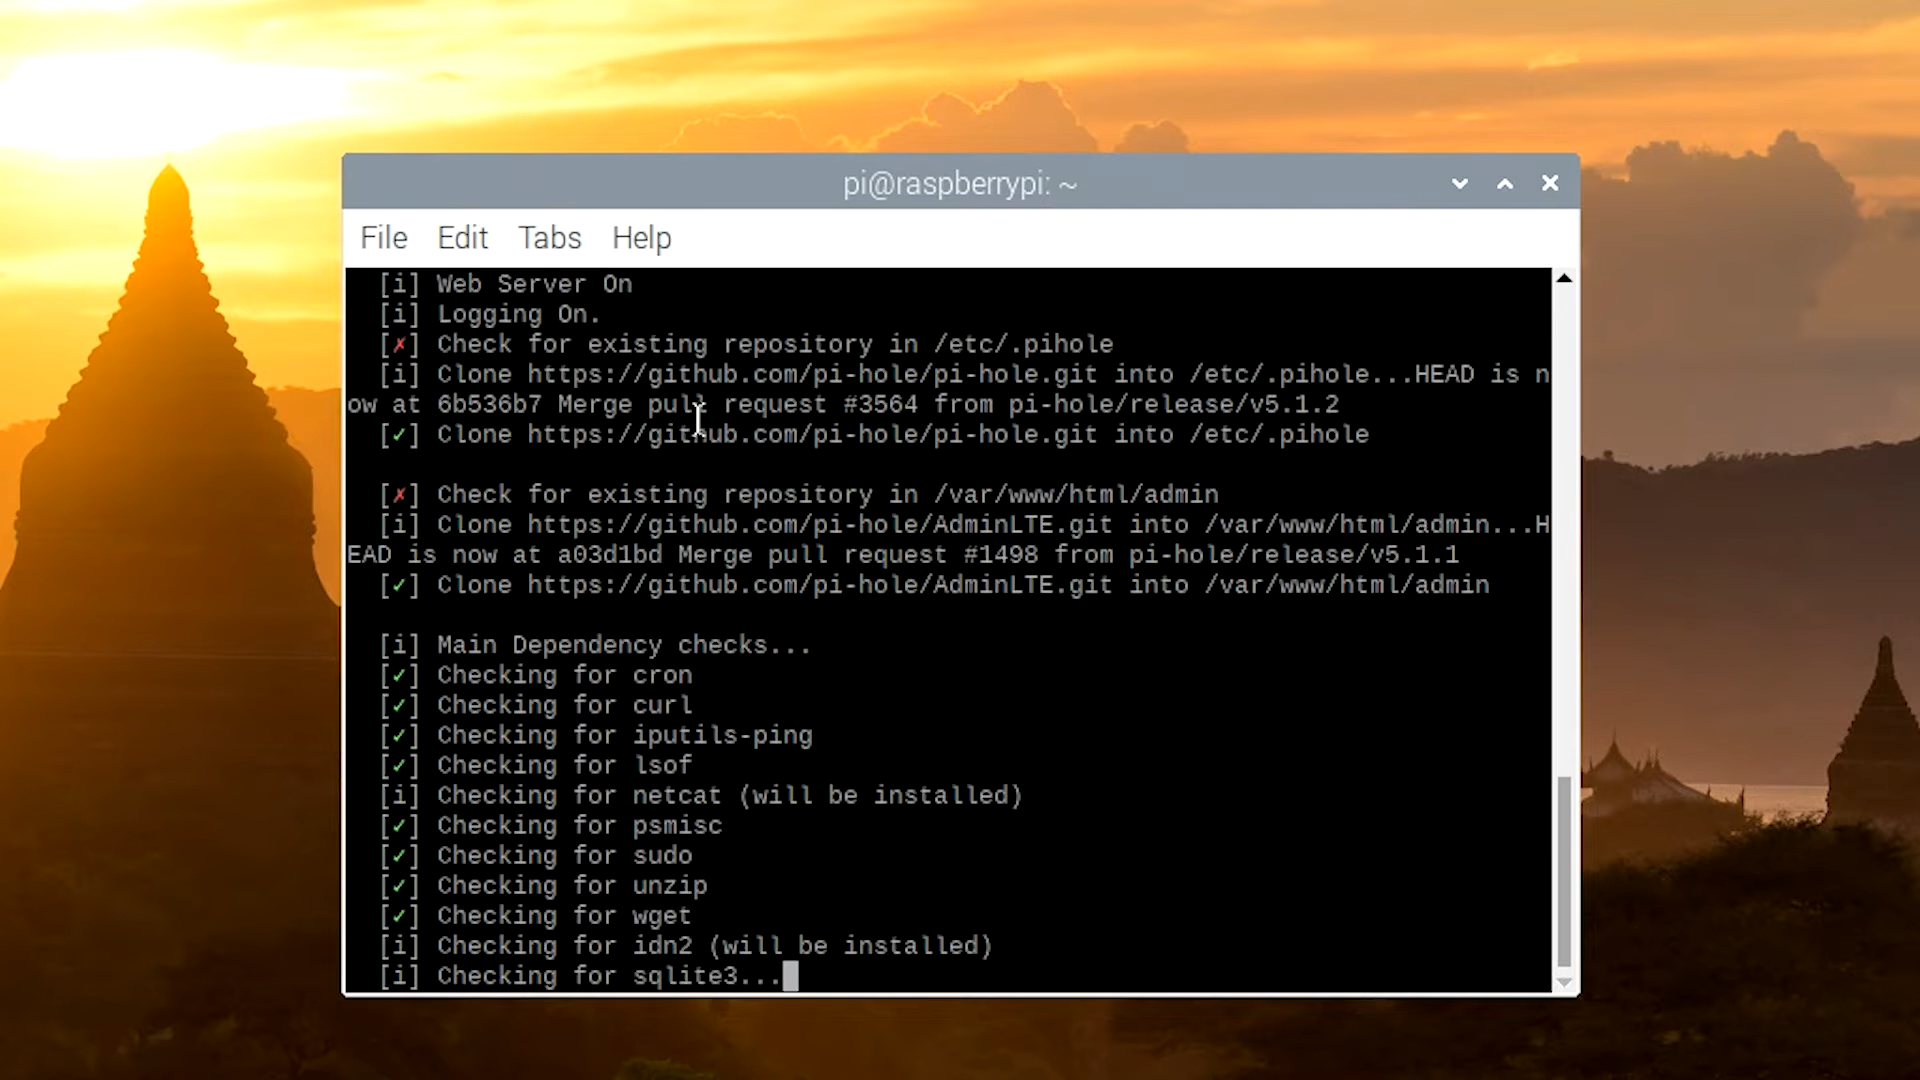 pi@raspberrypi: ~
File Edit Tabs Help
[i] Web Server On
[i] Logging On.
[✗] Check for existing repository in /etc/.pihole
[i] Clone https://github.com/pi-hole/pi-hole.git into /etc/.pihole...HEAD is n
ow at 6b536b7 Merge pull request #3564 from pi-hole/release/v5.1.2
[✓] Clone https://github.com/pi-hole/pi-hole.git into /etc/.pihole
[✗] Check for existing repository in /var/www/html/admin
[i] Clone https://github.com/pi-hole/AdminLTE.git into /var/www/html/admin...H
EAD is now at a03d1bd Merge pull request #1498 from pi-hole/release/v5.1.1
[✓] Clone https://github.com/pi-hole/AdminLTE.git into /var/www/html/admin
[i] Main Dependency checks...
[✓] Checking for cron
[✓] Checking for curl
[✓] Checking for iputils-ping
[✓] Checking for lsof
[i] Checking for netcat (will be installed)
[✓] Checking for psmisc
[✓] Checking for sudo
[✓] Checking for unzip
[✓] Checking for wget
[i] Checking for idn2 (will be installed)
[i] Checking for sqlite3...